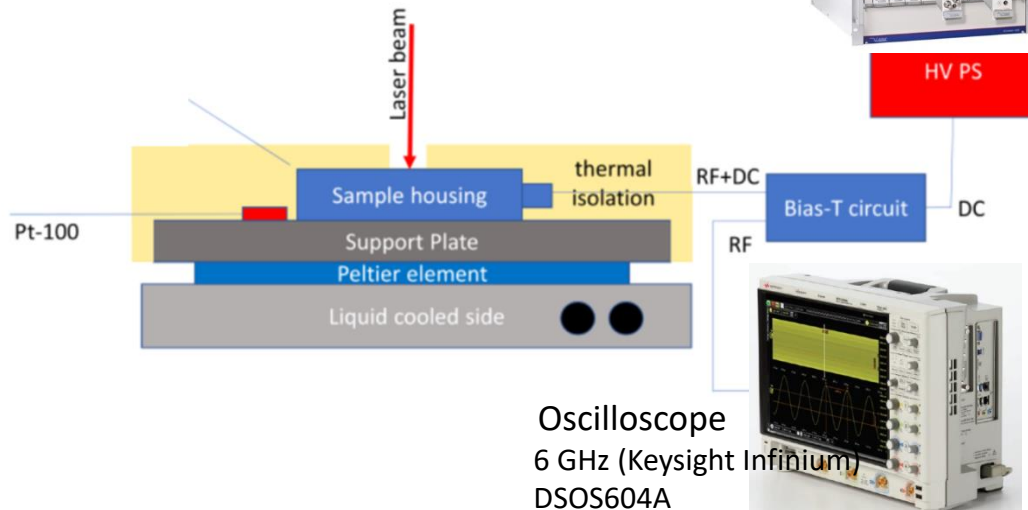 HV PS
Laser beam
thermal
isolation
RF+DC
Sample housing
Bias-T circuit
DC
Pt-100
RF
Support Plate
Peltier element
Liquid cooled side
Oscilloscope
6 GHz (Keysight Infinium)
DSOS604A